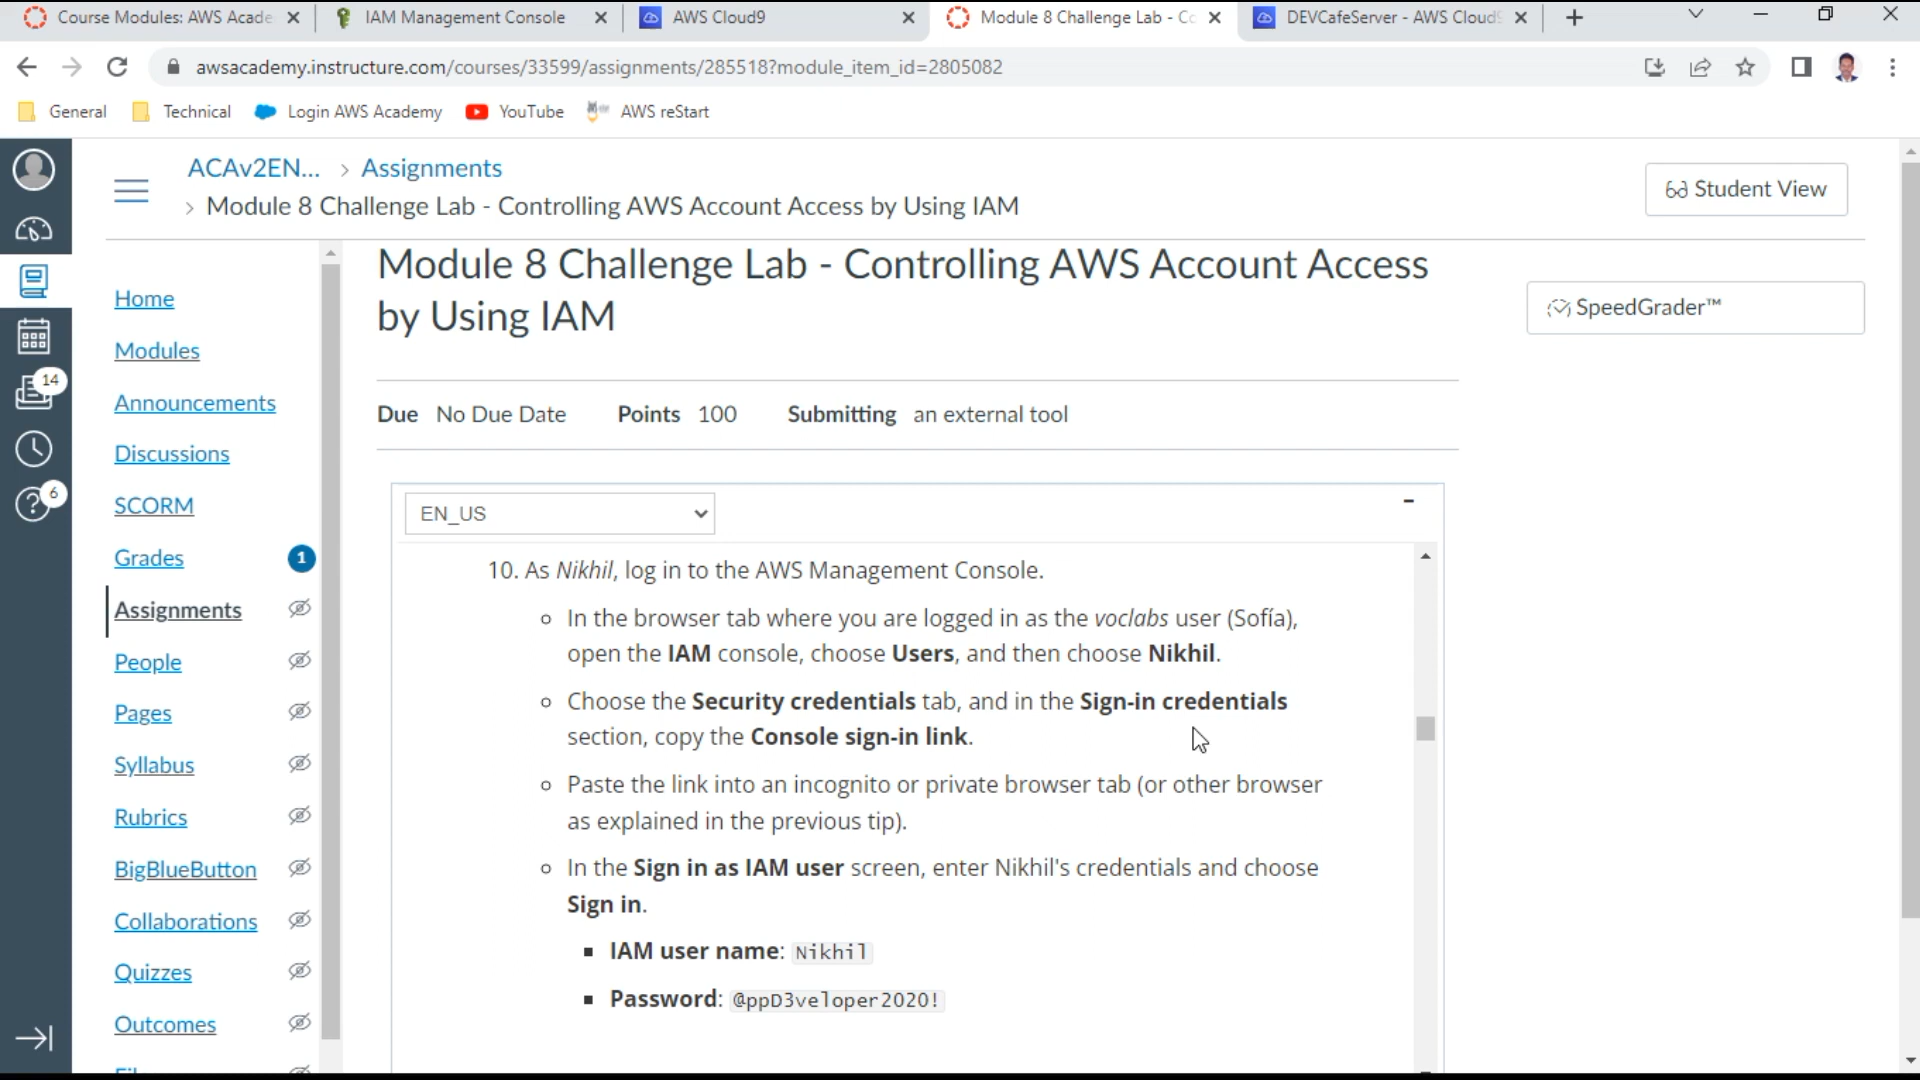 Course Modules: AWS Acade
IAM Management Console
AWS Cloud9
Module 8 Challenge Lab - Co
DEVCafeServer - AWS Cloud9
awsacademy.instructure.com/courses/33599/assignments/285518?module_item_id=2805082
General
Technical
Login AWS Academy
YouTube
AWS reStart
ACAv2EN... > Assignments
> Module 8 Challenge Lab - Controlling AWS Account Access by Using IAM
Student View
14
6
Home
Modules
Announcements
Discussions
SCORM
Grades 1
Assignments
People
Pages
Syllabus
Rubrics
BigBlueButton
Collaborations
Quizzes
Outcomes
Module 8 Challenge Lab - Controlling AWS Account Access
by Using IAM
SpeedGrader™
Due No Due Date Points 100 Submitting an external tool
EN_US
10. As Nikhil, log in to the AWS Management Console.
In the browser tab where you are logged in as the voclabs user (Sofía),
open the IAM console, choose Users, and then choose Nikhil.
Choose the Security credentials tab, and in the Sign-in credentials
section, copy the Console sign-in link.
Paste the link into an incognito or private browser tab (or other browser
as explained in the previous tip).
In the Sign in as IAM user screen, enter Nikhil's credentials and choose
Sign in.
IAM user name: Nikhil
Password: @ppD3veloper2020!